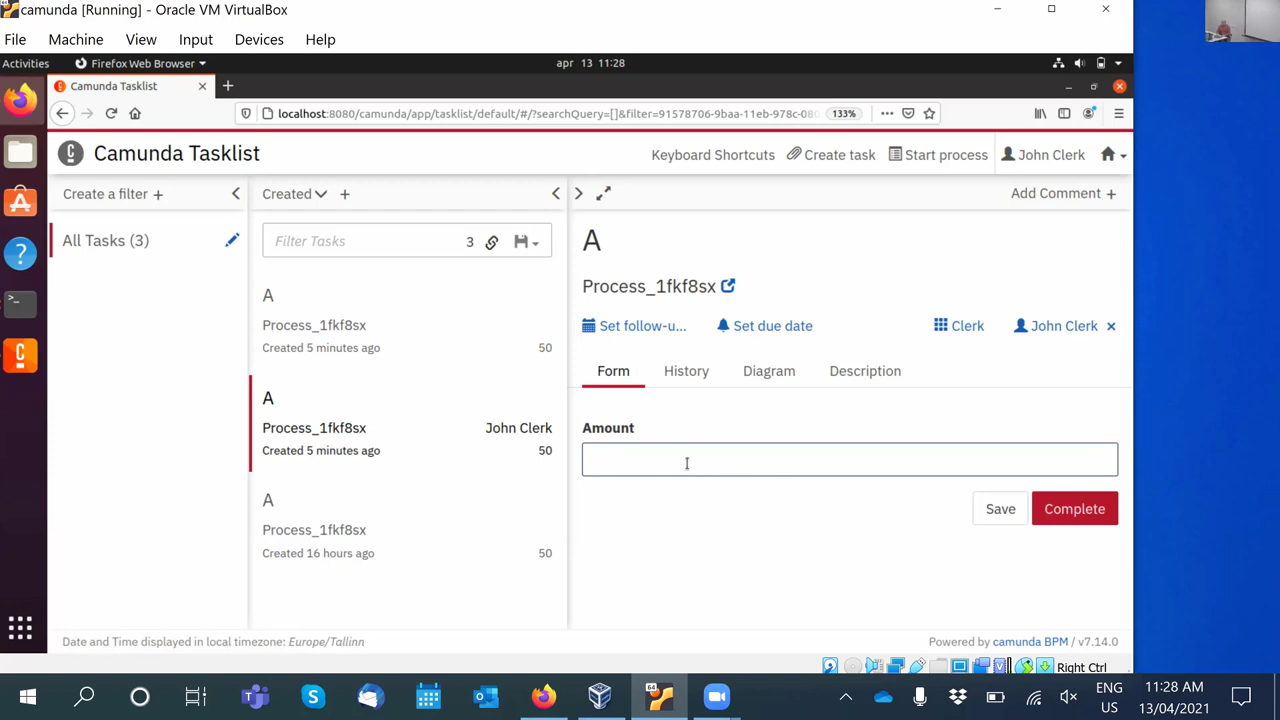 camunda [Running] - Oracle VM VirtualBox
File Machine View Input Devices Help
Activities Firefox Web Browser apr 13 11:28
Camunda Tasklist
localhost:8080/camunda/app/tasklist/default/#/?searchQuery=[]&filter=91578706-9baa-11eb-978c-080 133%
Camunda Tasklist Keyboard Shortcuts Create task Start process John Clerk
Create a filter + Created + Add Comment +
All Tasks (3)
Filter Tasks 3
A
Process_1fkf8sx
Created 5 minutes ago 50
A
Process_1fkf8sx John Clerk
Created 5 minutes ago 50
A
Process_1fkf8sx
Created 16 hours ago 50
A
Process_1fkf8sx
Set follow-u... Set due date Clerk John Clerk ×
Form History Diagram Description
Amount
Save Complete
Date and Time displayed in local timezone: Europe/Tallinn Powered by camunda BPM / v7.14.0
Right Ctrl
ENG
US
11:28 AM
13/04/2021